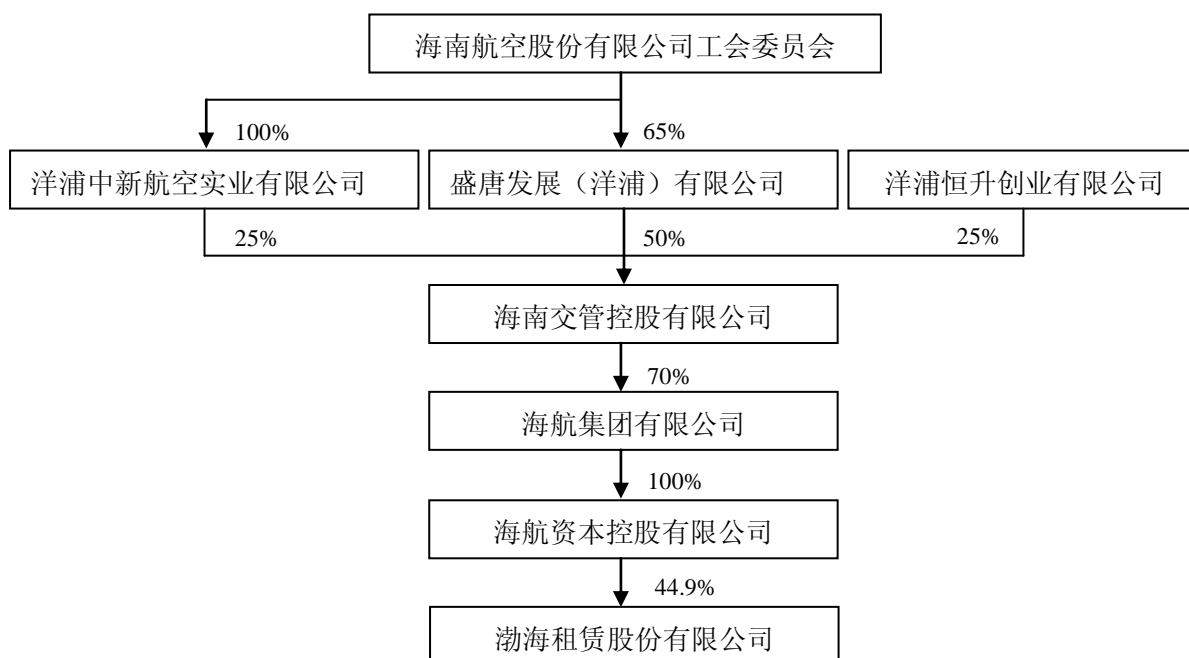 海南航空股份有限公司工会委员会
100%
65%
洋浦中新航空实业有限公司
盛唐发展（洋浦）有限公司
洋浦恒升创业有限公司
25%
50%
25%
海南交管控股有限公司
70%
海航集团有限公司
100%
海航资本控股有限公司
44.9%
渤海租赁股份有限公司